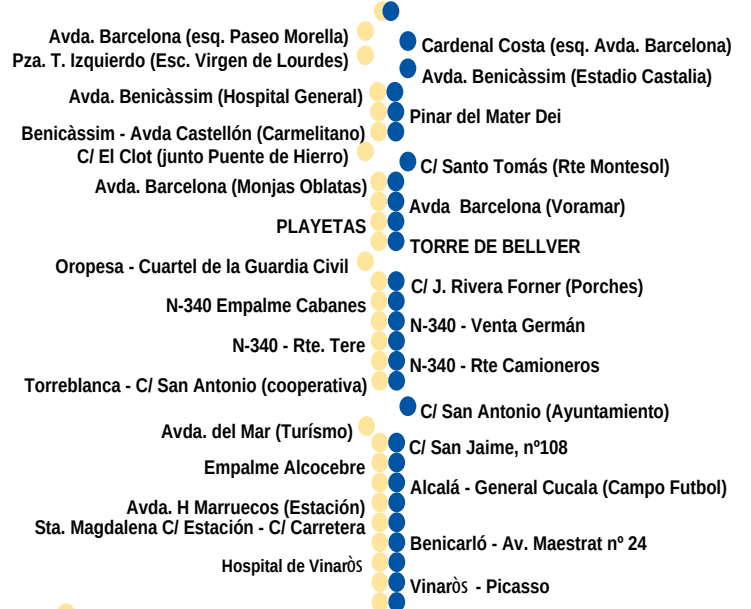 Avda. Barcelona (esq. Paseo Morella)
Cardenal Costa (esq. Avda. Barcelona)
Pza. T. Izquierdo (Esc. Virgen de Lourdes)
Avda. Benicàssim (Estadio Castalia)
Avda. Benicàssim (Hospital General)
Pinar del Mater Dei
Benicàssim - Avda Castellón (Carmelitano)
C/ El Clot (junto Puente de Hierro)
C/ Santo Tomás (Rte Montesol)
Avda. Barcelona (Monjas Oblatas)
Avda Barcelona (Voramar)
PLAYETAS
TORRE DE BELLVER
Oropesa - Cuartel de la Guardia Civil
C/ J. Rivera Forner (Porches)
N-340 Empalme Cabanes
N-340 - Venta Germán
N-340 - Rte. Tere
N-340 - Rte Camioneros
Torreblanca - C/ San Antonio (cooperativa)
C/ San Antonio (Ayuntamiento)
Avda. del Mar (Turísmo)
C/ San Jaime, nº108
Empalme Alcocebre
Alcalá - General Cucala (Campo Futbol)
Avda. H Marruecos (Estación)
Sta. Magdalena C/ Estación - C/ Carretera
Benicarló - Av. Maestrat nº 24
Hospital de Vinaròs
Vinaròs - Picasso